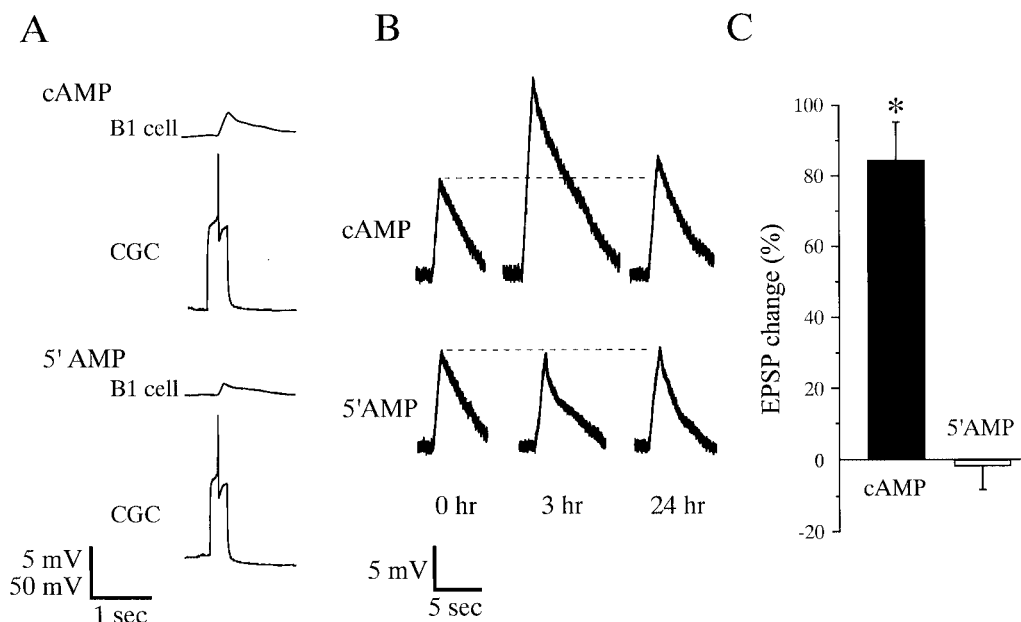 A
cAMP
B1 cell
CGC
5' AMP
B1 cell
CGC
5 mV
50 mV
1 sec
B
cAMP
5'AMP
0 hr
3 hr
24 hr
5 mV
5 sec
C
EPSP change (%)
100
80
60
40
20
0
-20
*
cAMP
5'AMP